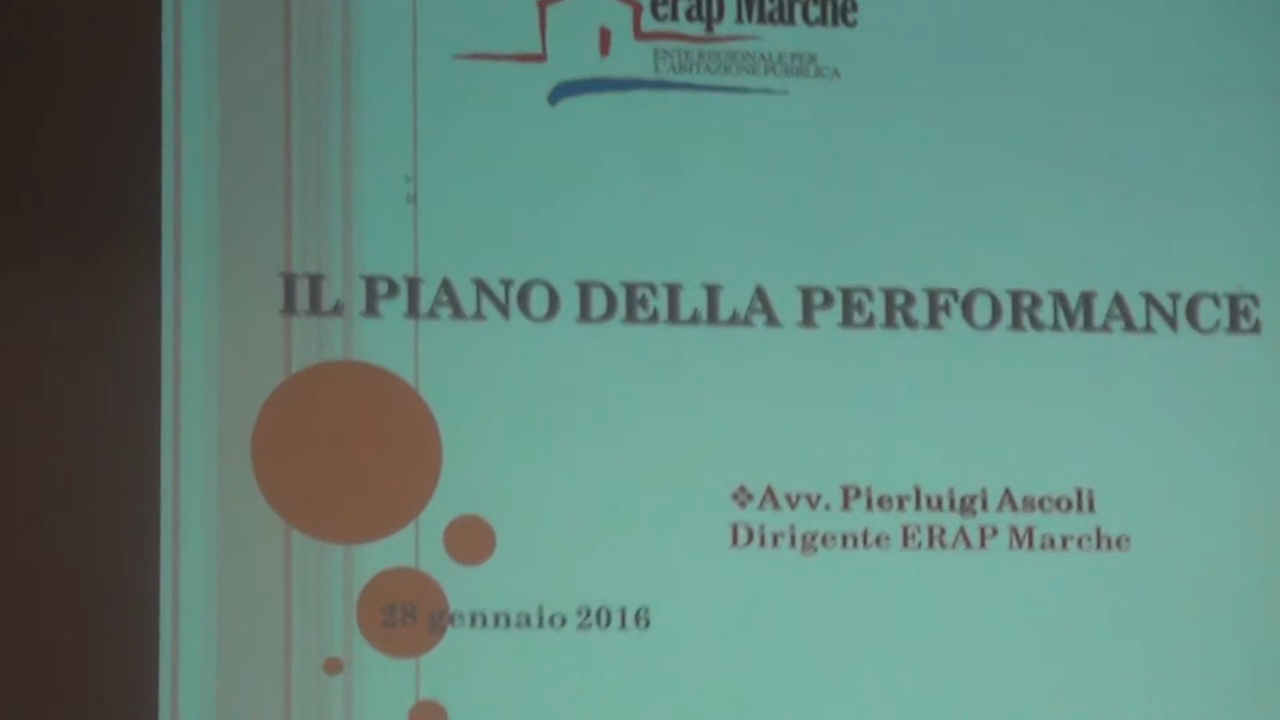 erap Marche
ENTE REGIONALE PER
L'ABITAZIONE PUBBLICA
IL PIANO DELLA PERFORMANCE
❖Avv. Pierluigi Ascoli
Dirigente ERAP Marche
28 gennaio 2016